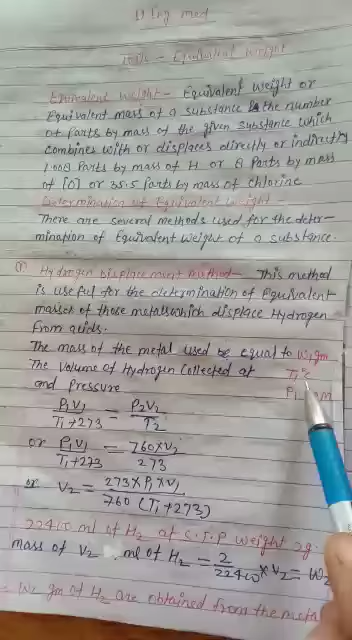 Topic - Equivalent weight
Equivalent weight - Equivalent weight or
Equivalent mass of a substance is the number
of parts by mass of the given substance which
combines with or displaces directly or indirectly
1.008 parts by mass of H or 8 parts by mass
of [O] or 35.5 parts by mass of chlorine
Determination of Equivalent weight -
There are several methods used for the deter-
mination of Equivalent weight of a substance.
① Hydrogen Displacement method - This method
is useful for the determination of Equivalent
masses of those metals which displace Hydrogen
from acids.
The mass of the metal used be equal to W₁ gm
The volume of Hydrogen collected at T₁°c
and pressure P₁
P₁V₁/T₁+273 = P₂V₂/T₂
or P₁V₁/T₁+273 = 760×V₂/273
or V₂ = 273×P₁×V₁/760 (T₁+273)
22400 ml of H₂ at C.T.P weight 2g.
mass of V₂ ml of H₂ = 2/22400 × V₂ = W₂
W₂ gm of H₂ are obtained from the meta